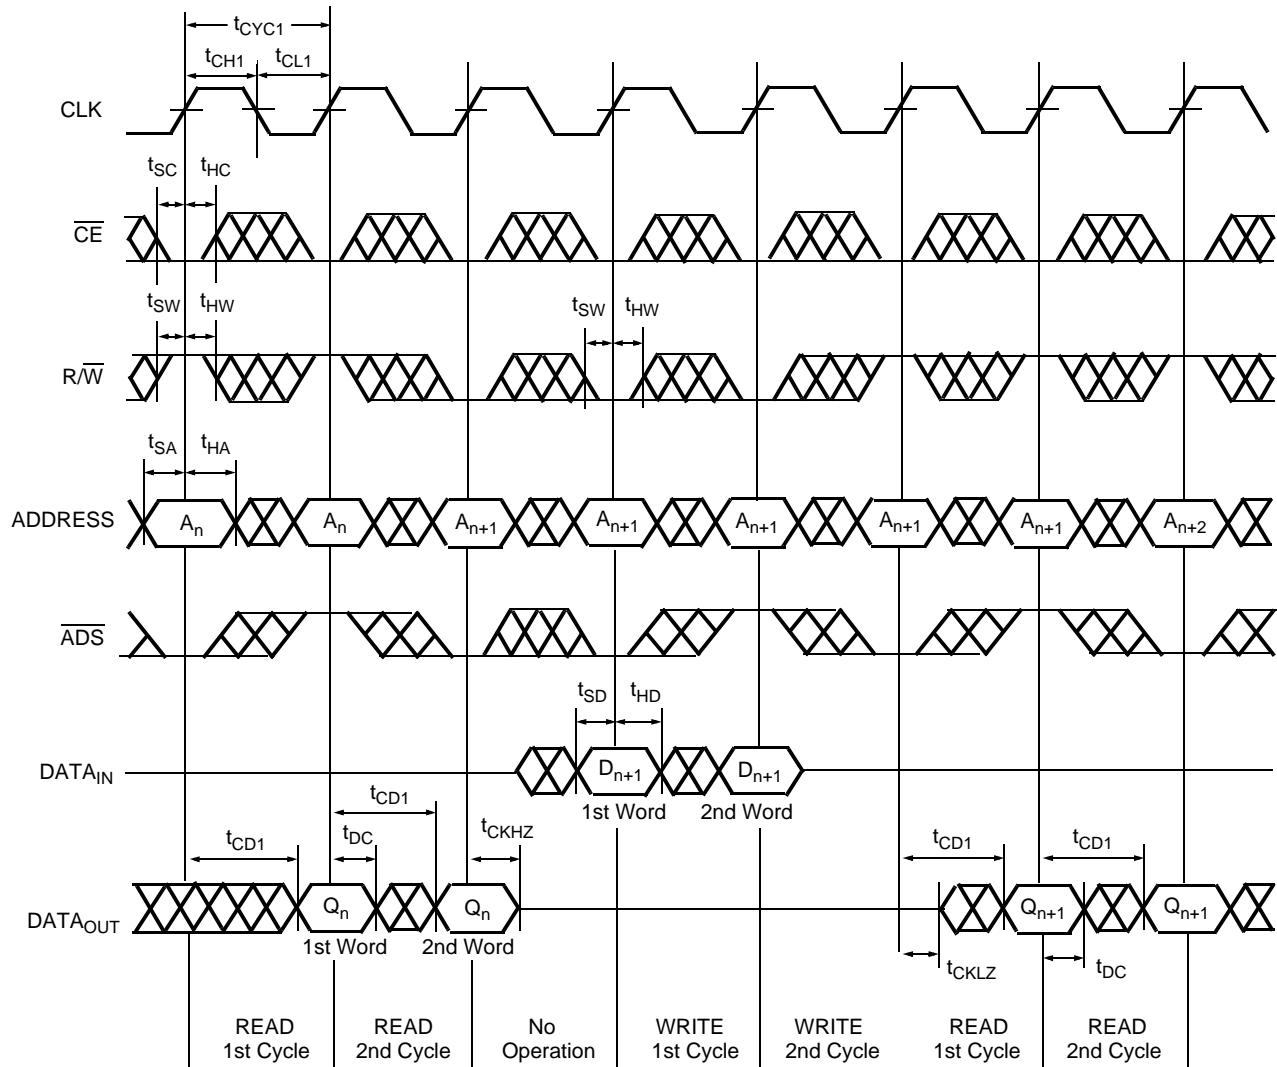 tCYC1
tCH1 tCL1
CLK
tSC tHC
CE
tSW tHW tSW tHW
R/W
tSA tHA
ADDRESS An An An+1 An+1 An+1 An+1 An+1 An+2
ADS
tSD tHD
DATAIN Dn+1 Dn+1
1st Word 2nd Word
tCD1
tCD1 tDC tCKHZ tCD1 tCD1
DATAOUT Qn Qn Qn+1 Qn+1
1st Word 2nd Word
tCKLZ tDC
READ READ No WRITE WRITE READ READ
1st Cycle 2nd Cycle Operation 1st Cycle 2nd Cycle 1st Cycle 2nd Cycle